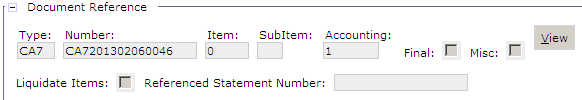 Document Reference
Type: Number: Item: SubItem: Accounting:
CA7 CA7201302060046 0 1 Final: Misc: View
Liquidate Items: Referenced Statement Number: